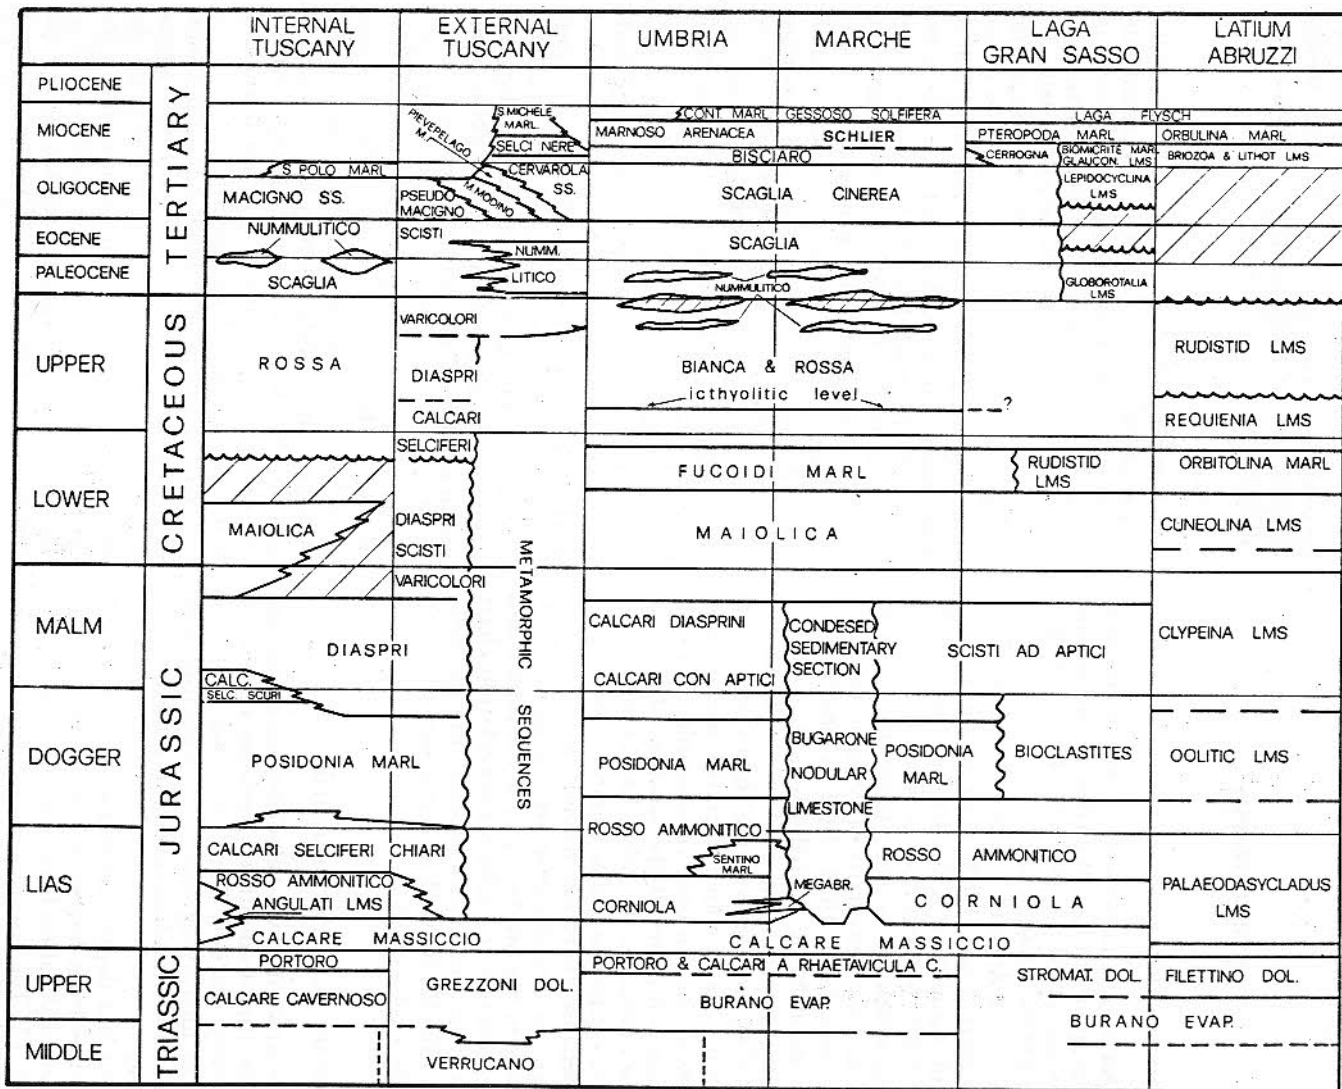 INTERNAL TUSCANY
EXTERNAL TUSCANY
UMBRIA
MARCHE
LAGA GRAN SASSO
LATIUM ABRUZZI
TERTIARY
PLIOCENE
MIOCENE
S MICHELE MARL.
PIEVEPELAGO M.
SELCI NERE
CONT. MARL
GESSOSO SOLFIFERA
LAGA FLYSCH
MARNOSO ARENACEA
SCHLIER
PTEROPODA MARL
ORBULINA MARL
BISCIARO
CERROGNA
BIOMICRITE MARL
GLAUCON. LMS
BRIOZOA & LITHOT LMS
OLIGOCENE
S POLO MARL
MACIGNO SS.
PSEUDO MACIGNO
M. MODINO
CERVAROLA SS.
SCAGLIA CINEREA
LEPIDOCYCLINA LMS
EOCENE
NUMMULITICO
SCISTI
NUMM.
SCAGLIA
PALEOCENE
SCAGLIA
LITICO
NUMMULITICO
GLOBOROTALIA LMS
CRETACEOUS
UPPER
ROSSA
VARICOLORI
DIASPRI
CALCARI
BIANCA & ROSSA
icthyolitic level
?
RUDISTID LMS
REQUIENIA LMS
LOWER
SELCIFERI
FUCOIDI MARL
RUDISTID LMS
ORBITOLINA MARL
MAIOLICA
DIASPRI
SCISTI
MAIOLICA
CUNEOLINA LMS
VARICOLORI
METAMORPHIC SEQUENCES
JURASSIC
MALM
DIASPRI
CALC.
SELC. SCURI
CALCARI DIASPRINI
CALCARI CON APTICI
CONDESED
SEDIMENTARY
SECTION
SCISTI AD APTICI
CLYPEINA LMS
DOGGER
POSIDONIA MARL
POSIDONIA MARL
BUGARONE
NODULAR
LIMESTONE
POSIDONIA MARL
BIOCLASTITES
OOLITIC LMS
LIAS
CALCARI SELCIFERI CHIARI
ROSSO AMMONITICO
ANGULATI LMS
ROSSO AMMONITICO
SENTINO MARL
MEGABR.
CORNIOLA
ROSSO AMMONITICO
CORNIOLA
PALAEODASYCLADUS LMS
CALCARE MASSICCIO
CALCARE MASSICCIO
TRIASSIC
UPPER
PORTORO
CALCARE CAVERNOSO
GREZZONI DOL.
PORTORO & CALCARI A RHAETAVICULA C.
BURANO EVAP.
STROMAT. DOL.
FILETTINO DOL.
BURANO EVAP.
MIDDLE
VERRUCANO